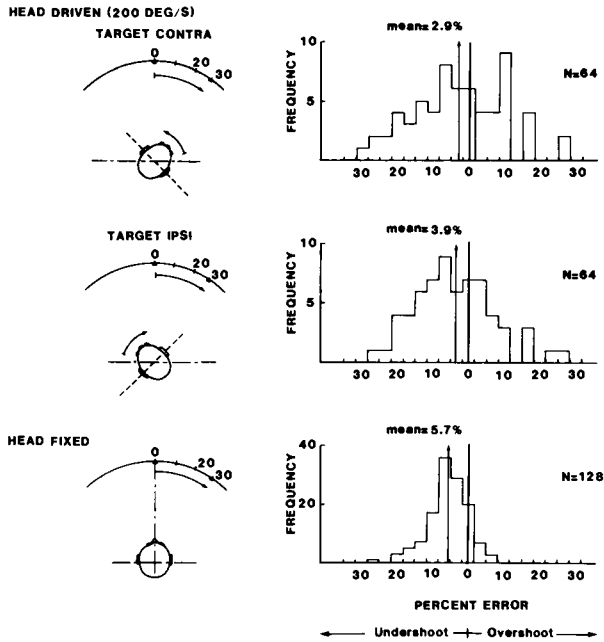 HEAD DRIVEN (200 DEG/S)
TARGET CONTRA
0
20
30
mean=2.9%
N=64
FREQUENCY
10
5
30 20 10 0 10 20 30
TARGET IPSI
0
20
30
mean=3.9%
N=64
FREQUENCY
10
5
30 20 10 0 10 20 30
HEAD FIXED
0
20
30
mean=5.7%
N=128
FREQUENCY
40
20
30 20 10 0 10 20 30
PERCENT ERROR
Undershoot Overshoot